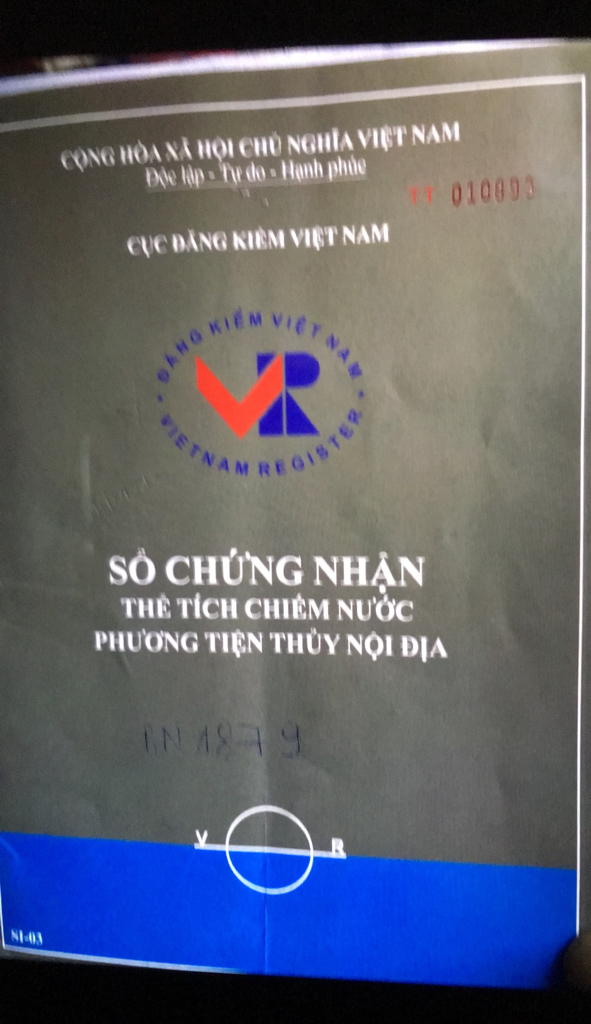 CỘNG HÒA XÃ HỘI CHỦ NGHĨA VIỆT NAM
Độc lập - Tự do - Hạnh phúc
TT
CỤC ĐĂNG KIỂM VIỆT NAM
ĐĂNG KIỂM VIỆT NAM
VR
VIETNAM REGISTER
SỔ CHỨNG NHẬN
THỂ TÍCH CHIẾM NƯỚC
PHƯƠNG TIỆN THỦY NỘI ĐỊA
V R
SI-03